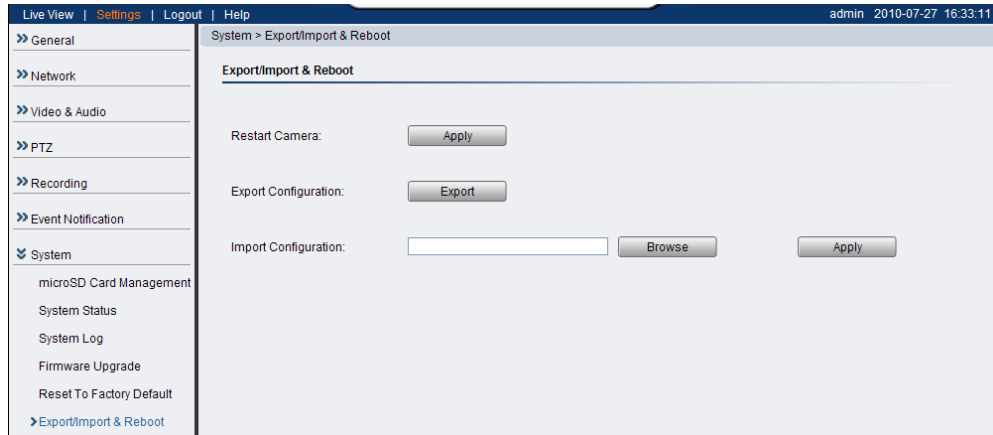 Live View | Settings | Logout | Help admin 2010-07-27 16:33:11
General
Network
Video & Audio
PTZ
Recording
Event Notification
System
microSD Card Management
System Status
System Log
Firmware Upgrade
Reset To Factory Default
Export/Import & Reboot
System > Export/Import & Reboot
Export/Import & Reboot
Restart Camera: Apply
Export Configuration: Export
Import Configuration: Browse Apply